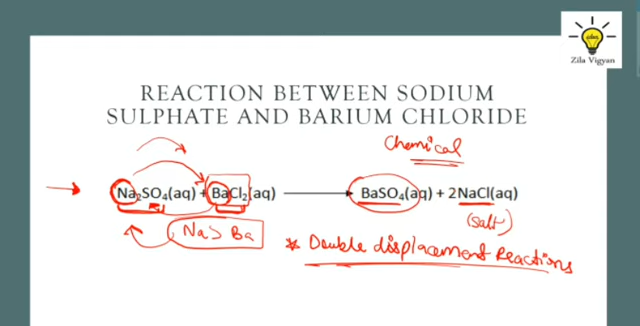 idea
Zila Vigyan
REACTION BETWEEN SODIUM
SULPHATE AND BARIUM CHLORIDE
Chemical
Na₂SO₄(aq) + BaCl₂(aq) ⟶ BaSO₄(aq) + 2NaCl(aq)
(salt)
Na > Ba
* Double displacement Reactions